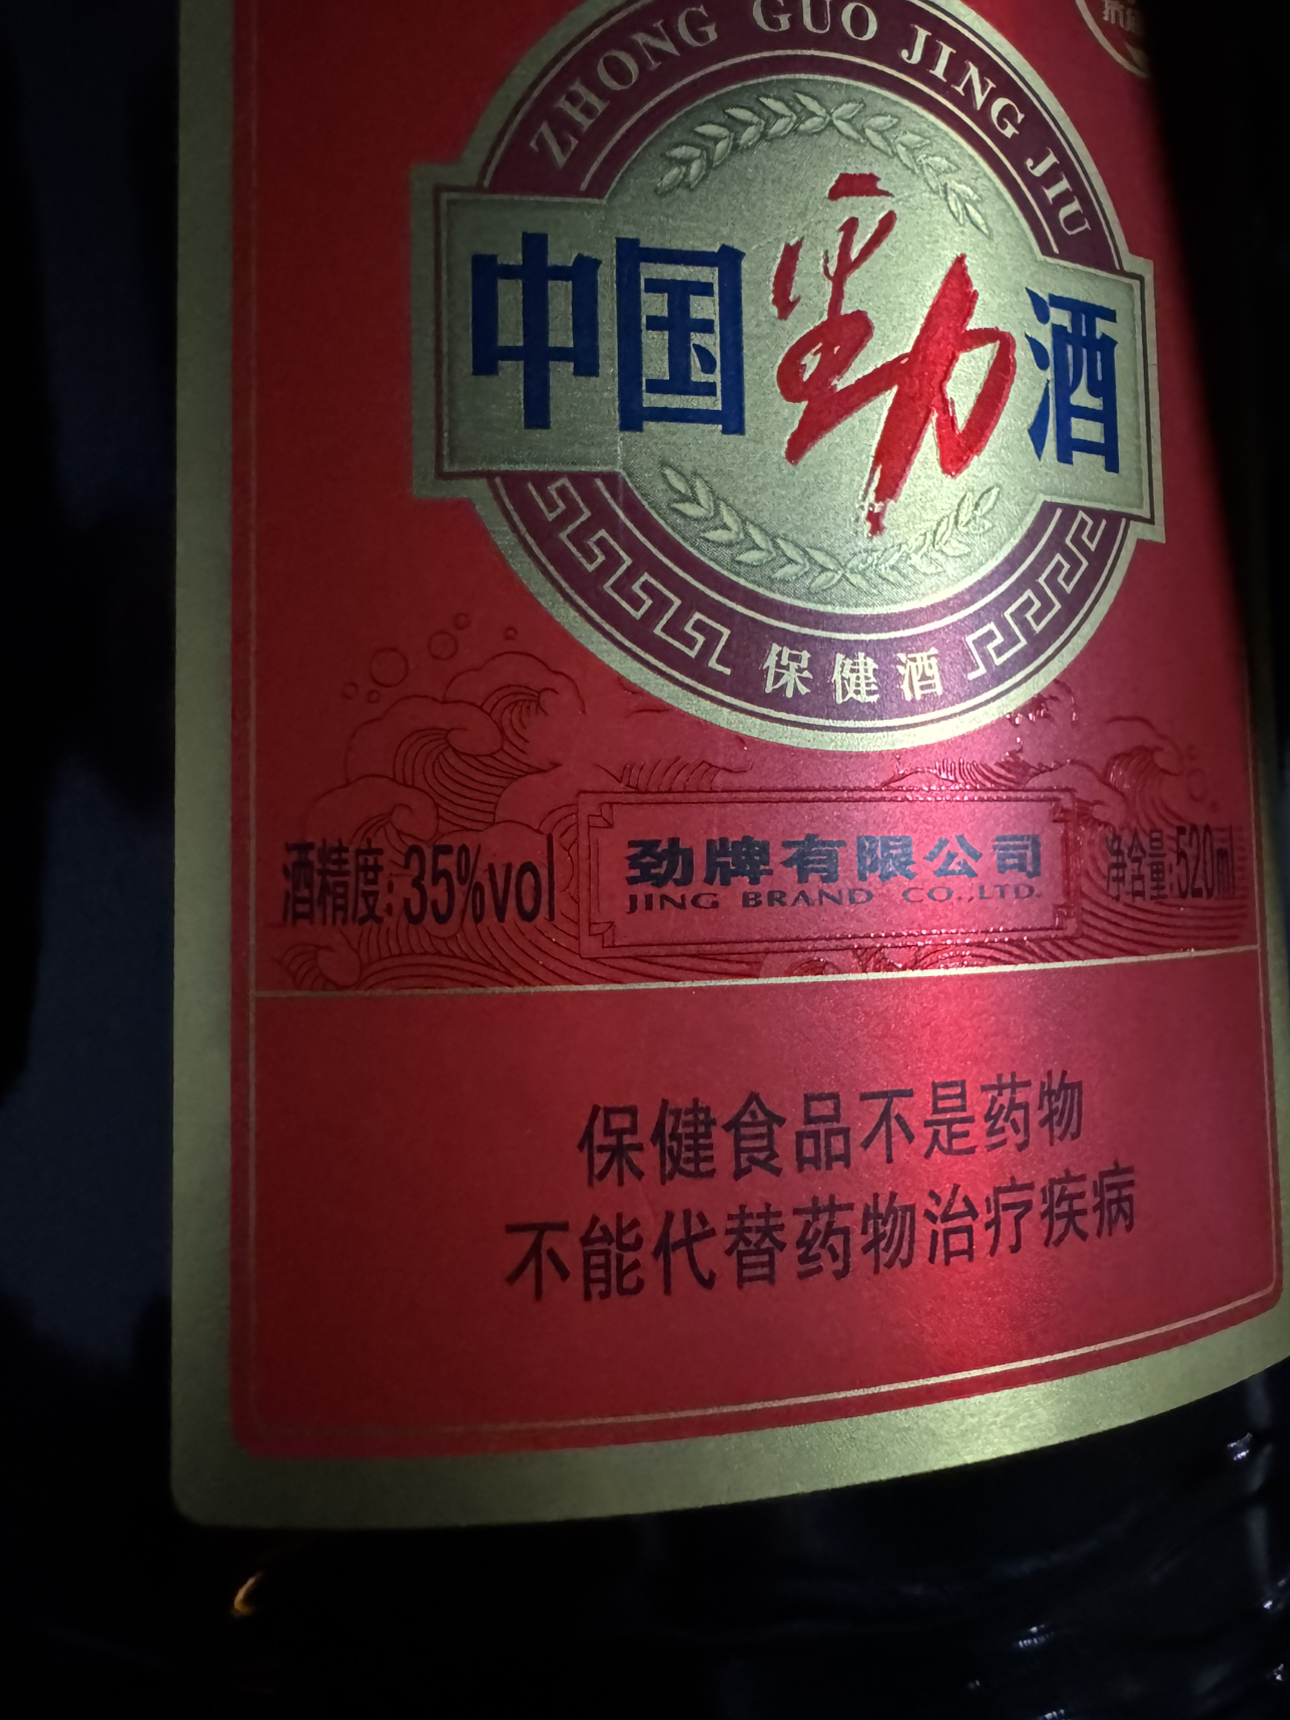 ZHONG GUO JING JIU
中国劲酒
保健酒
酒精度:35%vol
劲牌有限公司
JING BRAND CO.,LTD.
净含量:520ml
保健食品不是药物
不能代替药物治疗疾病